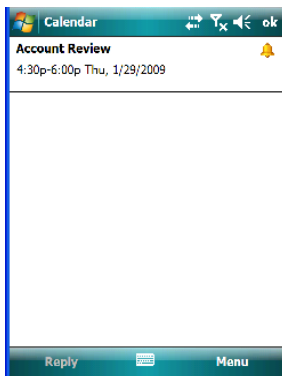 Calendar ok
Account Review
4:30p-6:00p Thu, 1/29/2009
Reply Menu